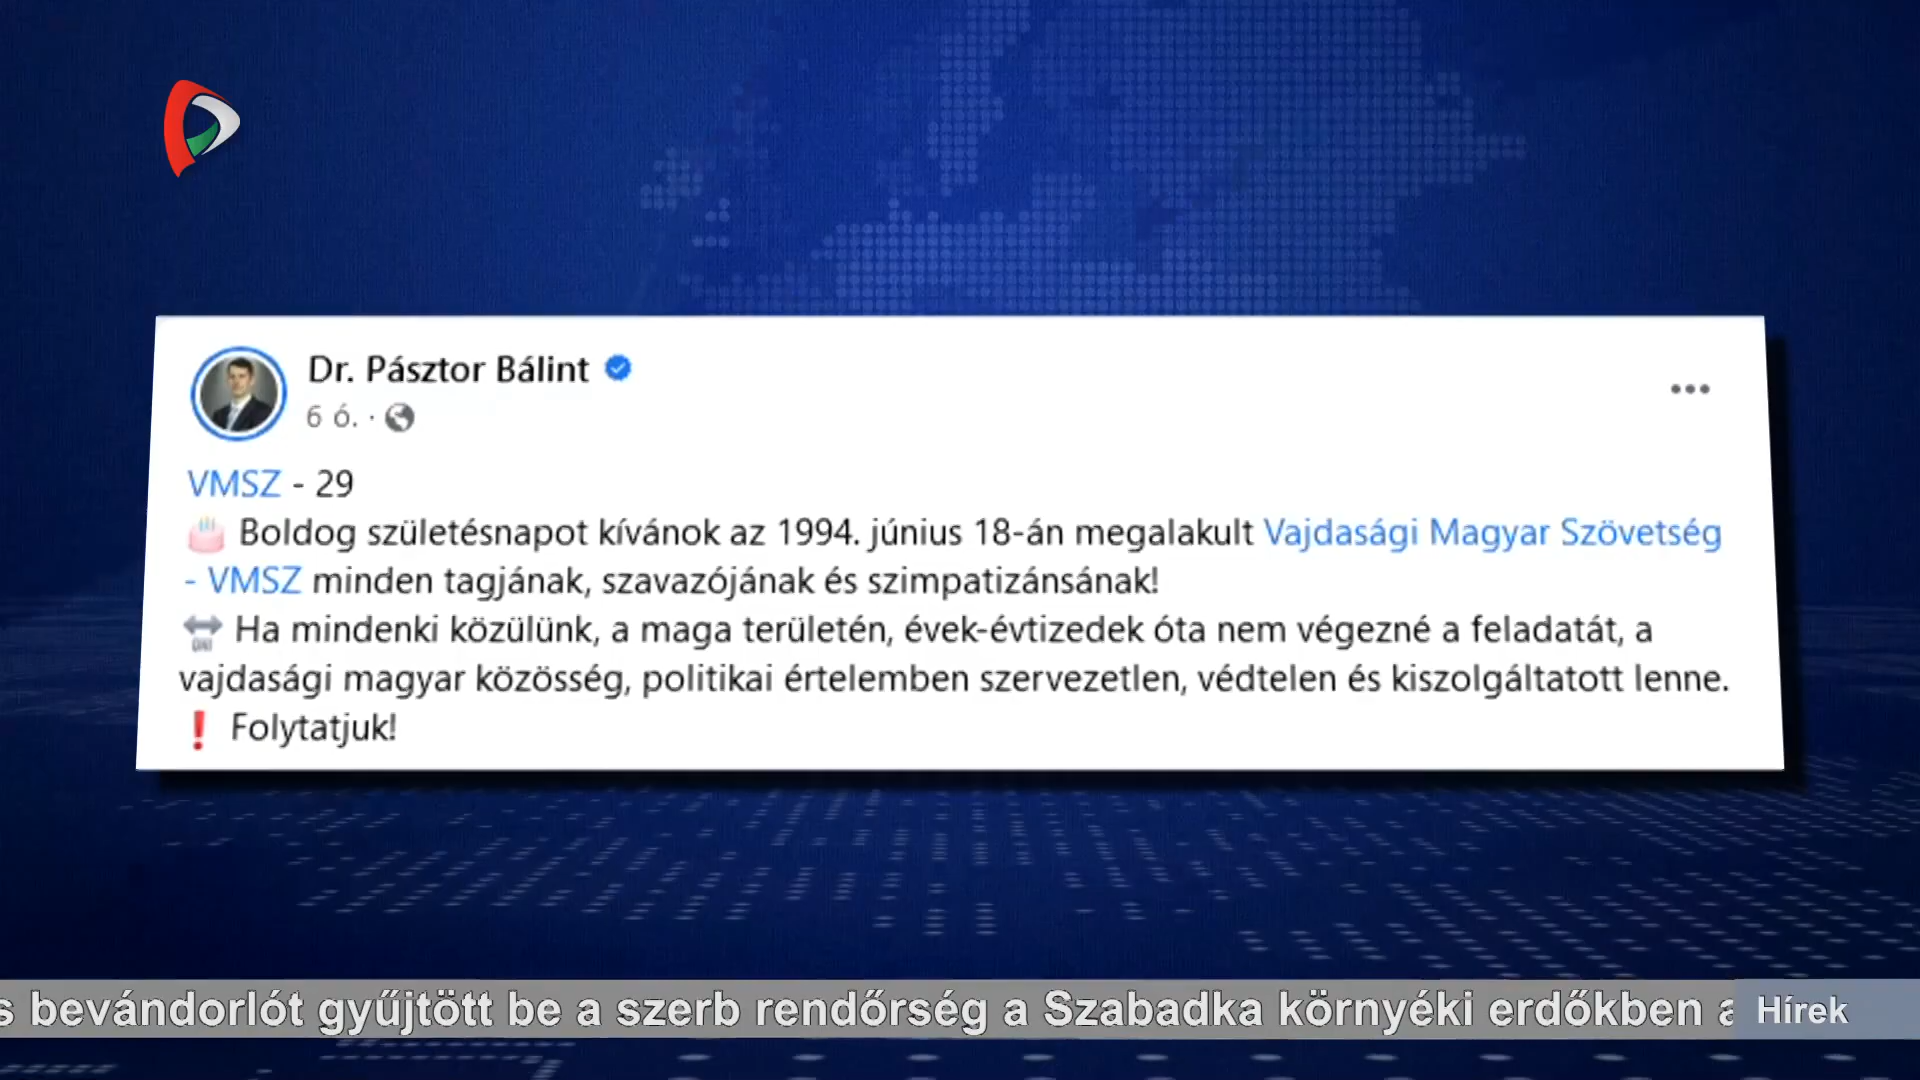 Dr. Pásztor Bálint
6 ó. ·
VMSZ - 29
Boldog születésnapot kívánok az 1994. június 18-án megalakult Vajdasági Magyar Szövetség
- VMSZ minden tagjának, szavazójának és szimpatizánsának!
Ha mindenki közülünk, a maga területén, évek-évtizedek óta nem végezné a feladatát, a
vajdasági magyar közösség, politikai értelemben szervezetlen, védtelen és kiszolgáltatott lenne.
❗ Folytatjuk!
s bevándorlót gyűjtött be a szerb rendőrség a Szabadka környéki erdőkben a
Hírek